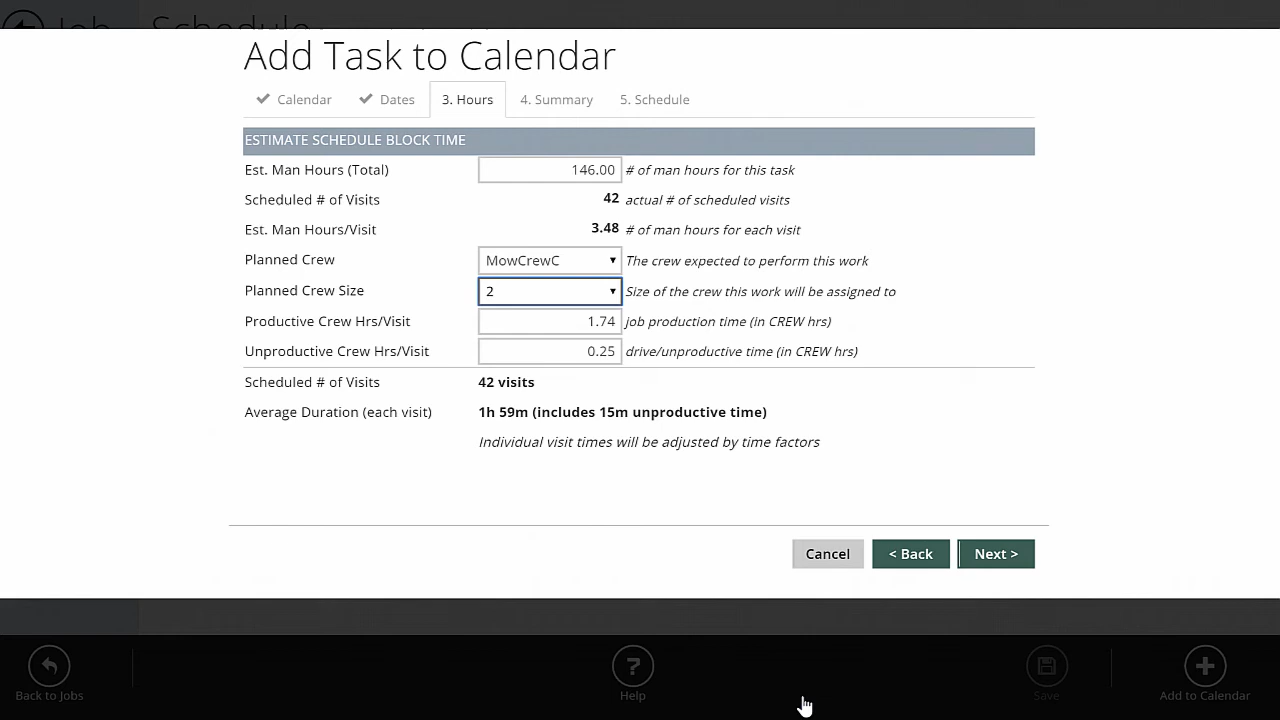 Job Schedule
Add Task to Calendar
Calendar Dates 3. Hours 4. Summary 5. Schedule
ESTIMATE SCHEDULE BLOCK TIME
Est. Man Hours (Total) 146.00 # of man hours for this task
Scheduled # of Visits 42 actual # of scheduled visits
Est. Man Hours/Visit 3.48 # of man hours for each visit
Planned Crew MowCrewC The crew expected to perform this work
Planned Crew Size 2 Size of the crew this work will be assigned to
Productive Crew Hrs/Visit 1.74 job production time (in CREW hrs)
Unproductive Crew Hrs/Visit 0.25 drive/unproductive time (in CREW hrs)
Scheduled # of Visits 42 visits
Average Duration (each visit) 1h 59m (includes 15m unproductive time)
Individual visit times will be adjusted by time factors
Cancel < Back Next >
?
Back to Jobs Help Save Add to Calendar